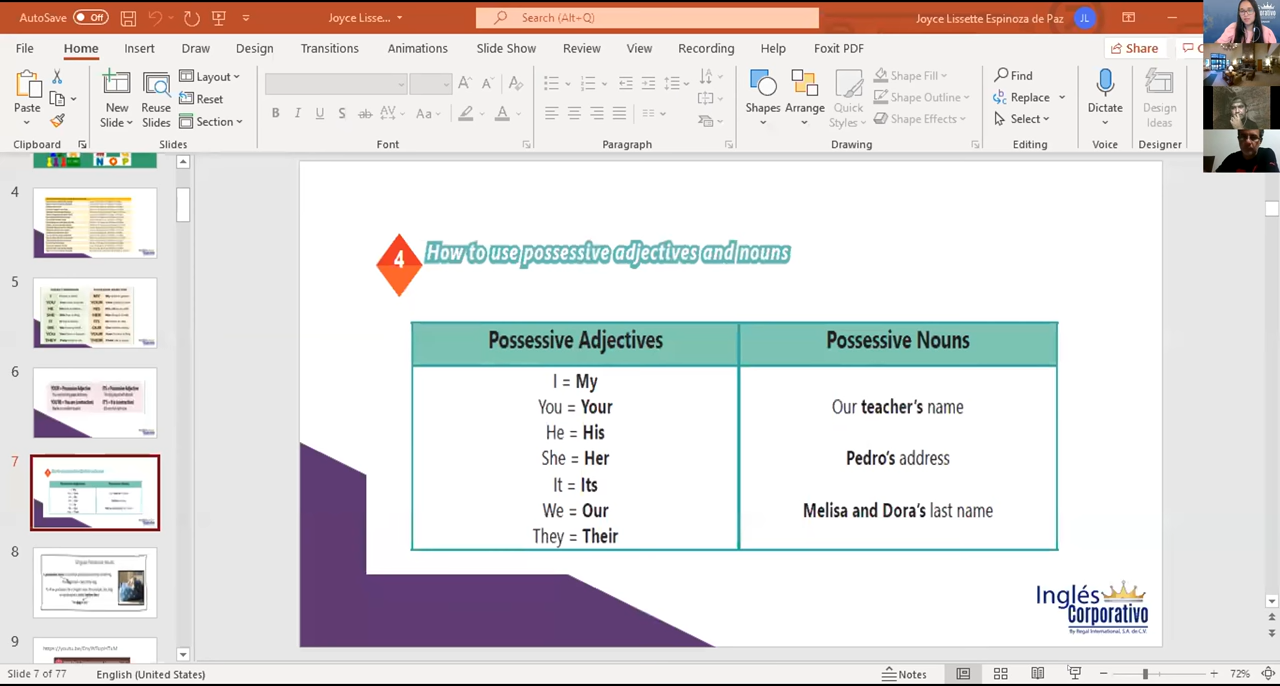 AutoSave Off
Joyce Lisse...
Search (Alt+Q)
Joyce Lissette Espinoza de Paz
JL
File Home Insert Draw Design Transitions Animations Slide Show Review View Recording Help Foxit PDF
Share
Paste
New Slide
Reuse Slides
Layout
Reset
Section
Shapes
Arrange
Quick Styles
Shape Fill
Shape Outline
Shape Effects
Find
Replace
Select
Dictate
Design Ideas
Clipboard Slides Font Paragraph Drawing Editing Voice Designer
4
5
6
7
8
9
4 How to use possessive adjectives and nouns
Possessive Adjectives
I = My
You = Your
He = His
She = Her
It = Its
We = Our
They = Their
Possessive Nouns
Our teacher's name
Pedro's address
Melisa and Dora's last name
Inglés
Corporativo
By Regal International, S.A. de C.V.
Slide 7 of 77
English (United States)
Notes
72%